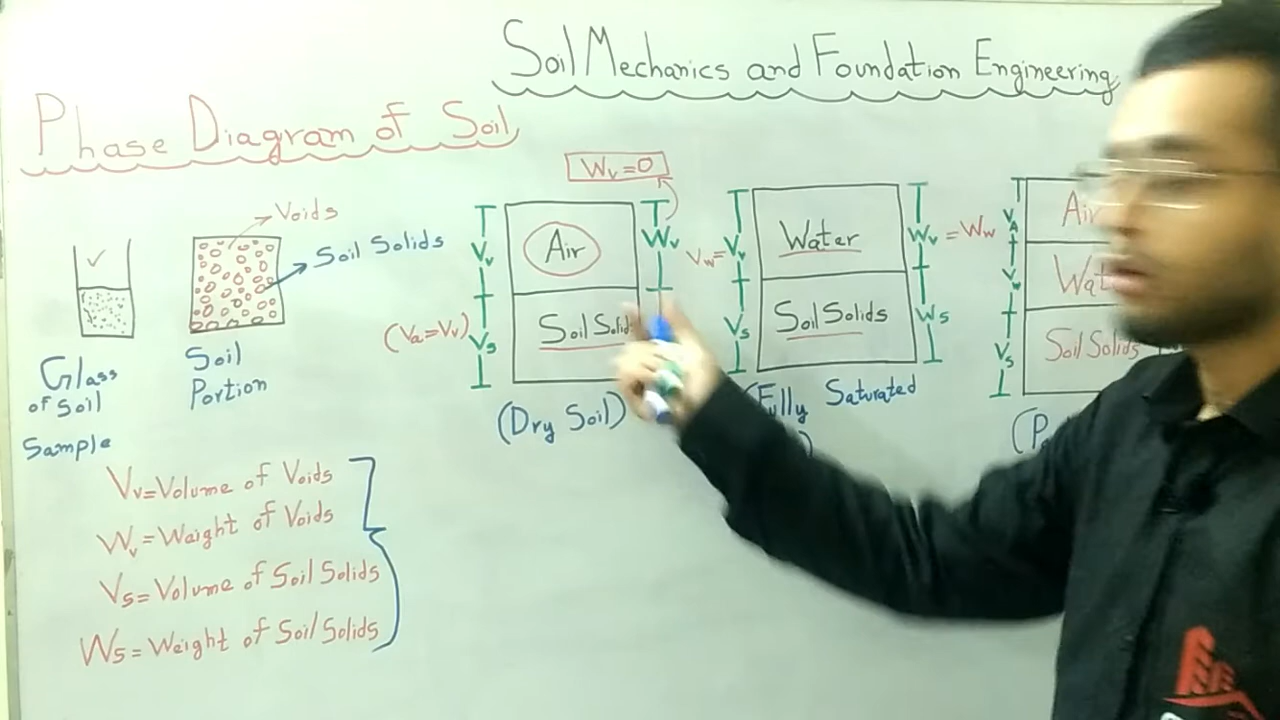 Soil Mechanics and Foundation Engineering
Phase Diagram of Soil
Voids
Soil Solids
Glass
of Soil
Sample
Soil
Portion
Wv=0
Vv
Air
Wv
(Va=Vv)
Vs
Soil Solids
(Dry Soil)
Vw=Vv
Water
Wv=Ww
Vs
Soil Solids
Ws
(Fully Saturated
VA
Air
Vw
Vs
Soil Solids
Vv=Volume of Voids
Wv=Waight of Voids
Vs=Volume of Soil Solids
Ws=Weight of Soil Solids